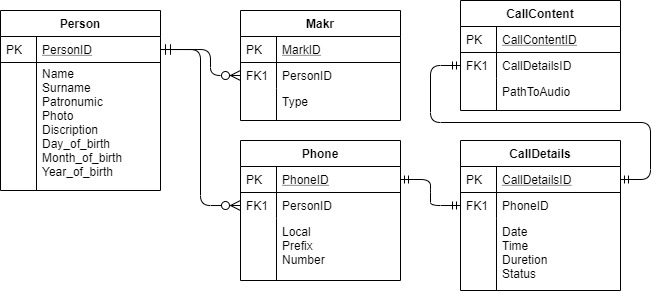 Person
PK PersonID
Name
Surname
Patronumic
Photo
Discription
Day_of_birth
Month_of_birth
Year_of_birth
Makr
PK MarkID
FK1 PersonID
Type
Phone
PK PhoneID
FK1 PersonID
Local
Prefix
Number
CallContent
PK CallContentID
FK1 CallDetailsID
PathToAudio
CallDetails
PK CallDetailsID
FK1 PhoneID
Date
Time
Duretion
Status